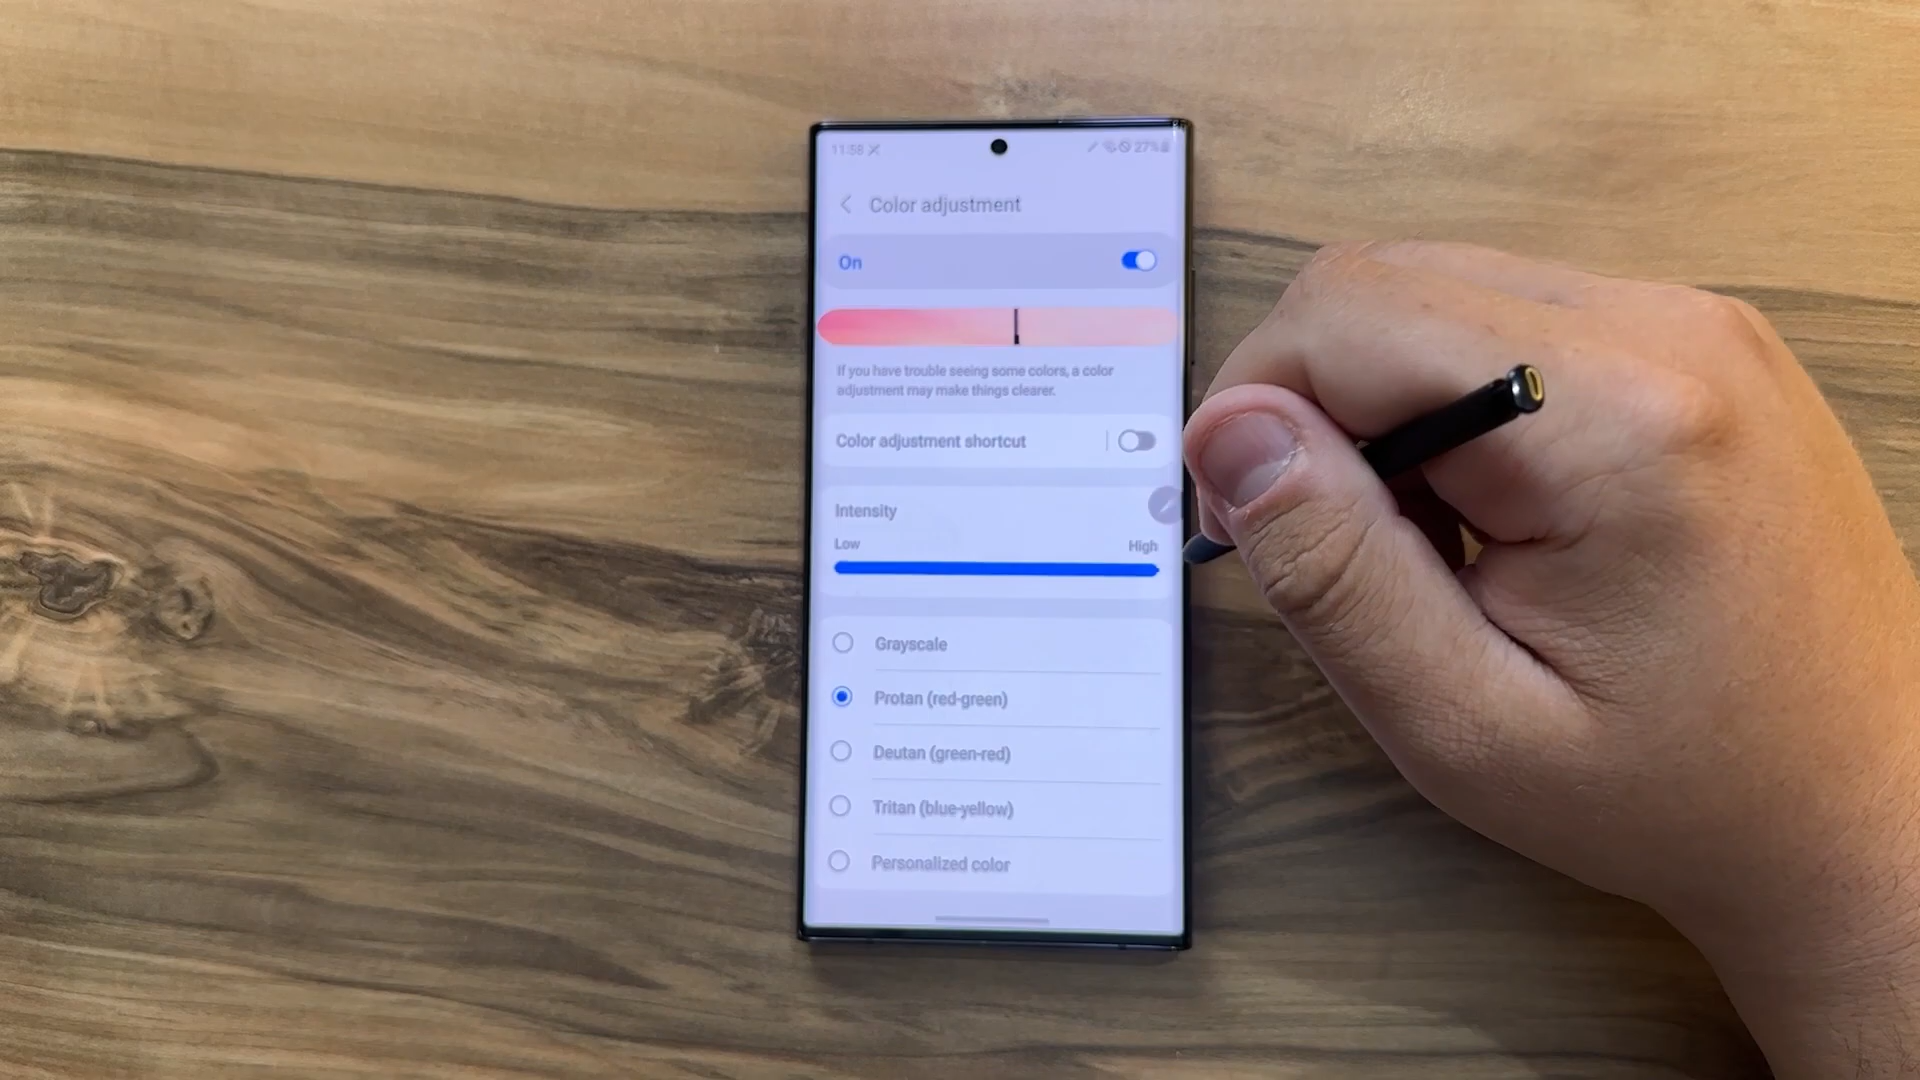 11:58
27%
Color adjustment
On
If you have trouble seeing some colors, a color
adjustment may make things clearer.
Color adjustment shortcut
Intensity
Low High
Grayscale
Protan (red-green)
Deutan (green-red)
Tritan (blue-yellow)
Personalized color